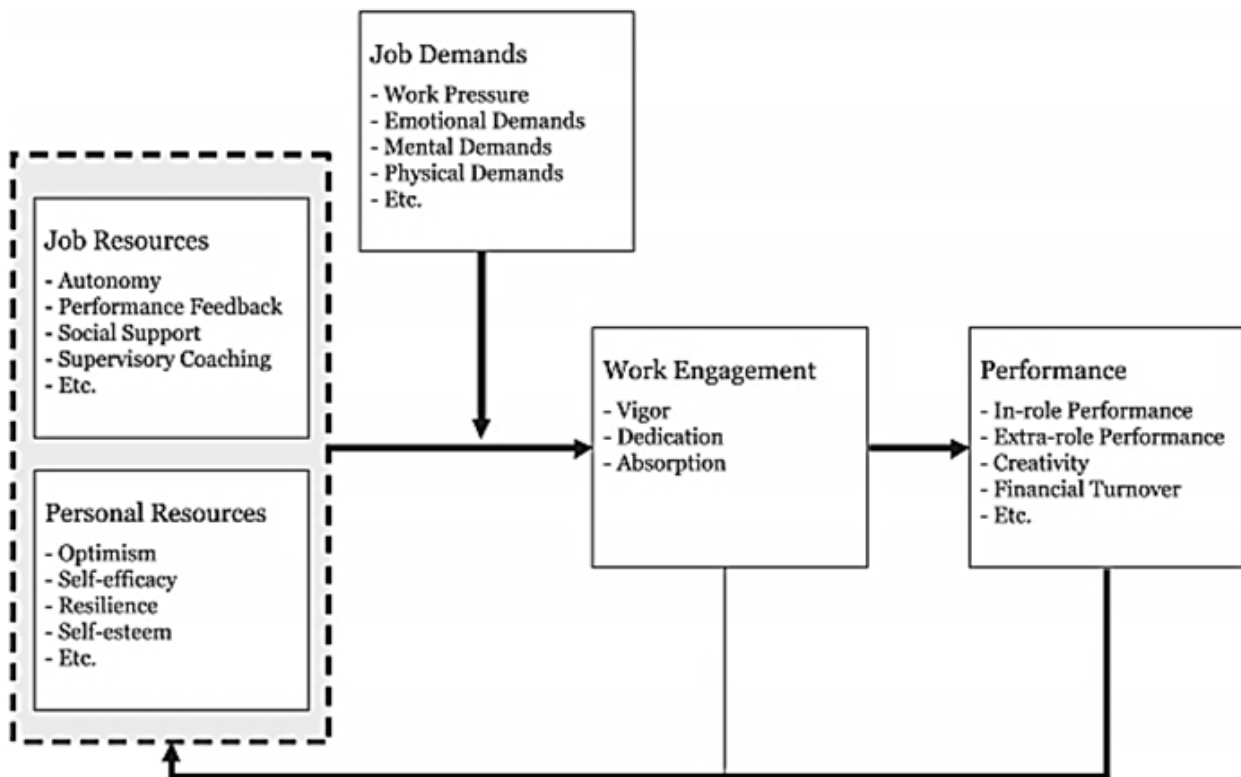 Job Demands
- Work Pressure
- Emotional Demands
- Mental Demands
- Physical Demands
- Etc.
Job Resources
- Autonomy
- Performance Feedback
- Social Support
- Supervisory Coaching
- Etc.
Personal Resources
- Optimism
- Self-efficacy
- Resilience
- Self-esteem
- Etc.
Work Engagement
- Vigor
- Dedication
- Absorption
Performance
- In-role Performance
- Extra-role Performance
- Creativity
- Financial Turnover
- Etc.